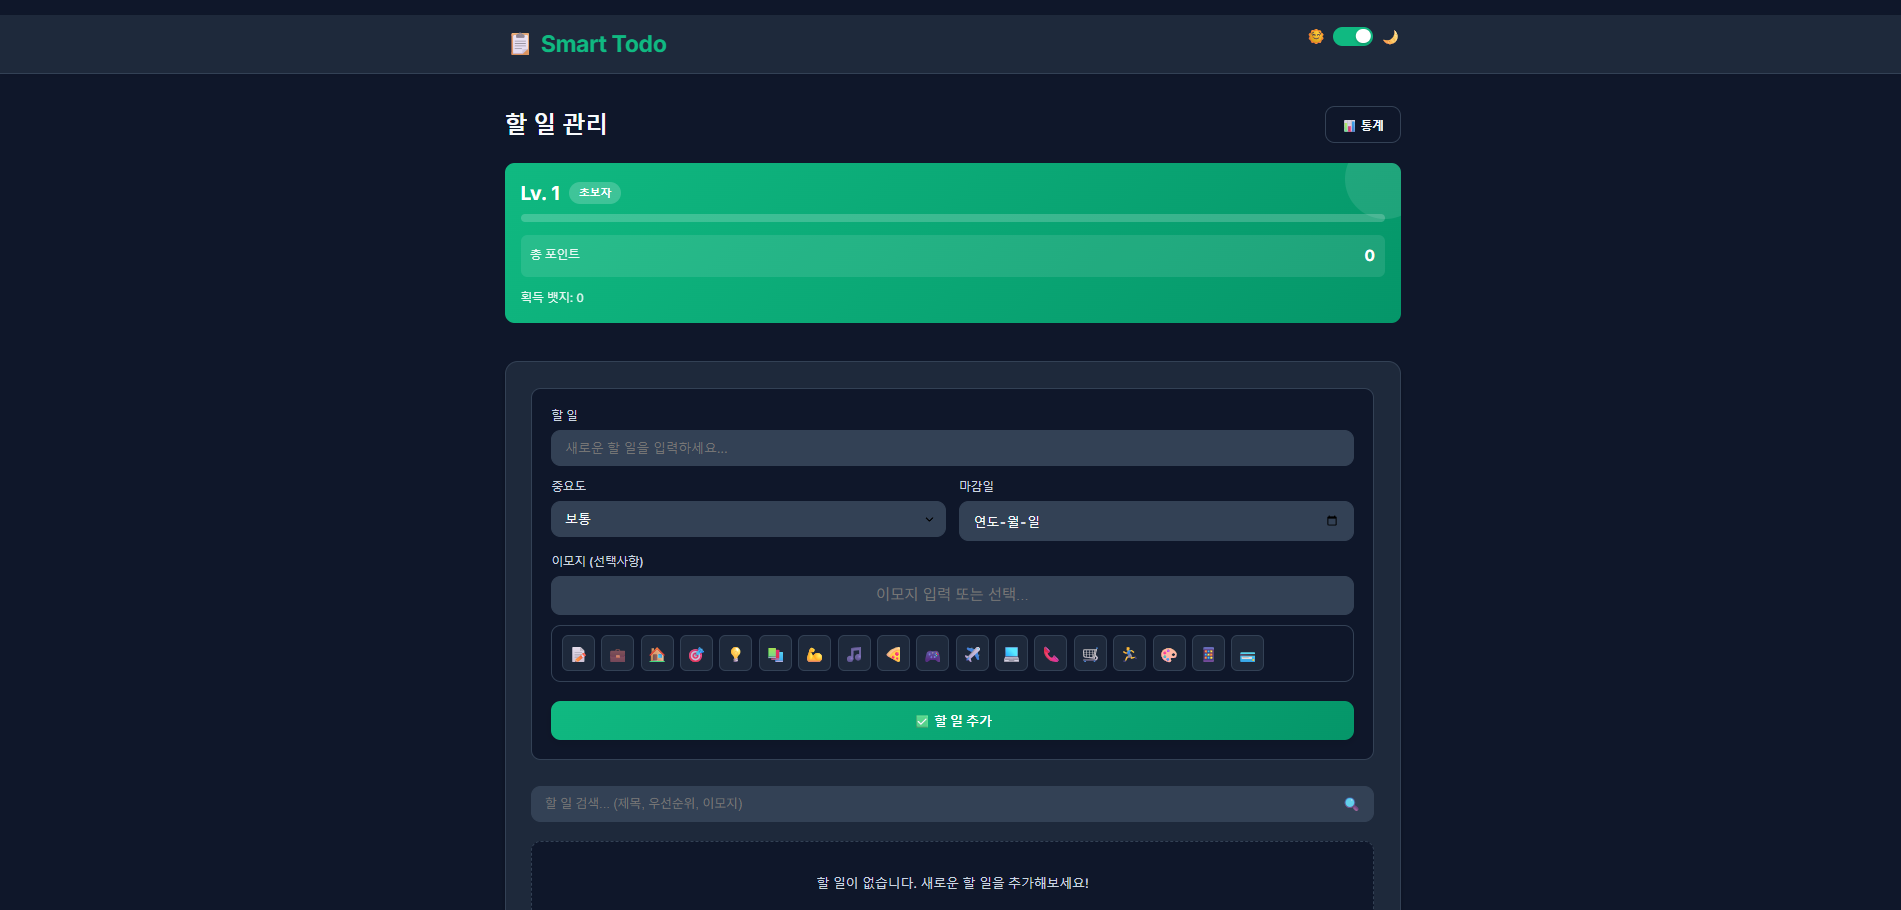 Smart Todo
할 일 관리
통계
Lv. 1 초보자
총 포인트 0
획득 뱃지: 0
할 일
새로운 할 일을 입력하세요...
중요도 마감일
보통 연도-월-일
이모지 (선택사항)
이모지 입력 또는 선택...
할 일 추가
할 일 검색... (제목, 우선순위, 이모지)
할 일이 없습니다. 새로운 할 일을 추가해보세요!